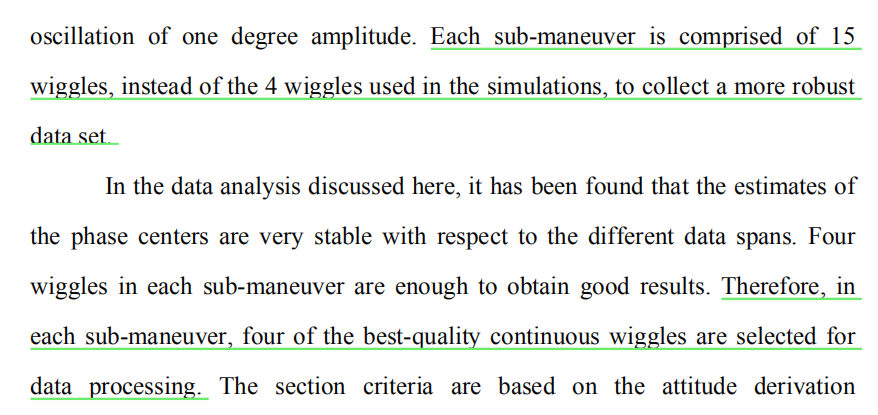 oscillation of one degree amplitude. Each sub-maneuver is comprised of 15
wiggles, instead of the 4 wiggles used in the simulations, to collect a more robust
data set.
In the data analysis discussed here, it has been found that the estimates of
the phase centers are very stable with respect to the different data spans. Four
wiggles in each sub-maneuver are enough to obtain good results. Therefore, in
each sub-maneuver, four of the best-quality continuous wiggles are selected for
data processing. The section criteria are based on the attitude derivation